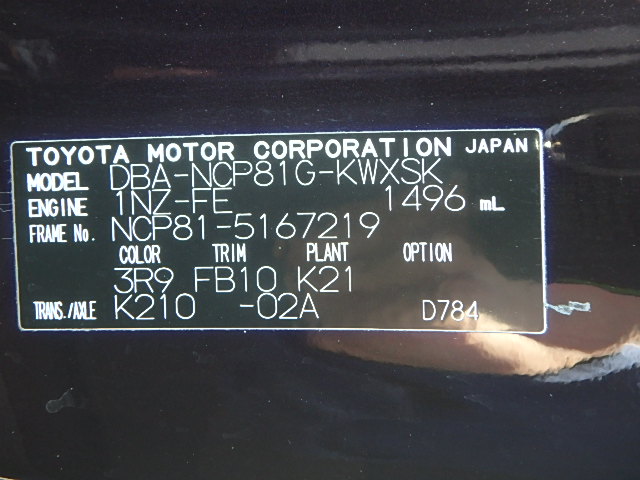 TOYOTA MOTOR CORPORATION JAPAN
MODEL DBA-NCP81G-KWXSK
ENGINE 1NZ-FE 1496 mL
FRAME No. NCP81-5167219
COLOR TRIM PLANT OPTION
3R9 FB10 K21
TRANS./AXLE K210 -02A D784